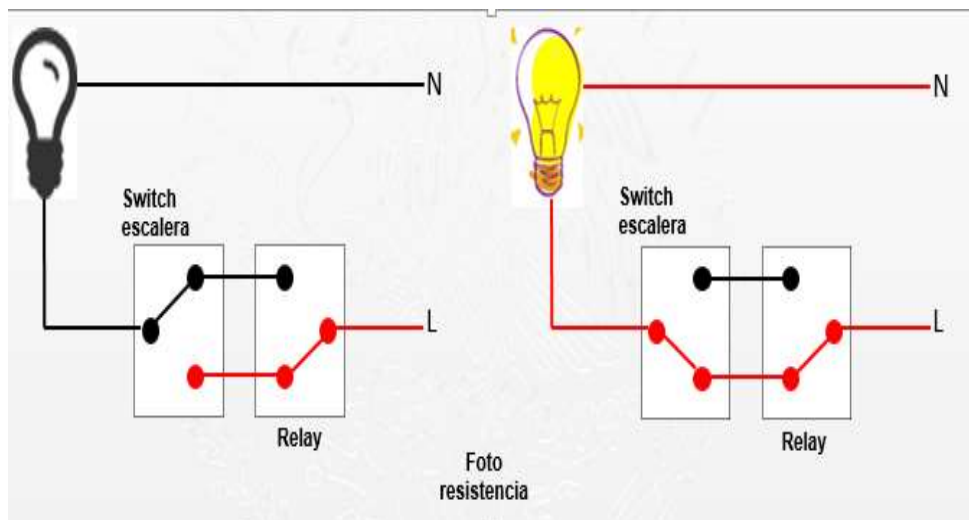 N
Switch
escalera
L
Relay
N
Switch
escalera
L
Relay
Foto
resistencia